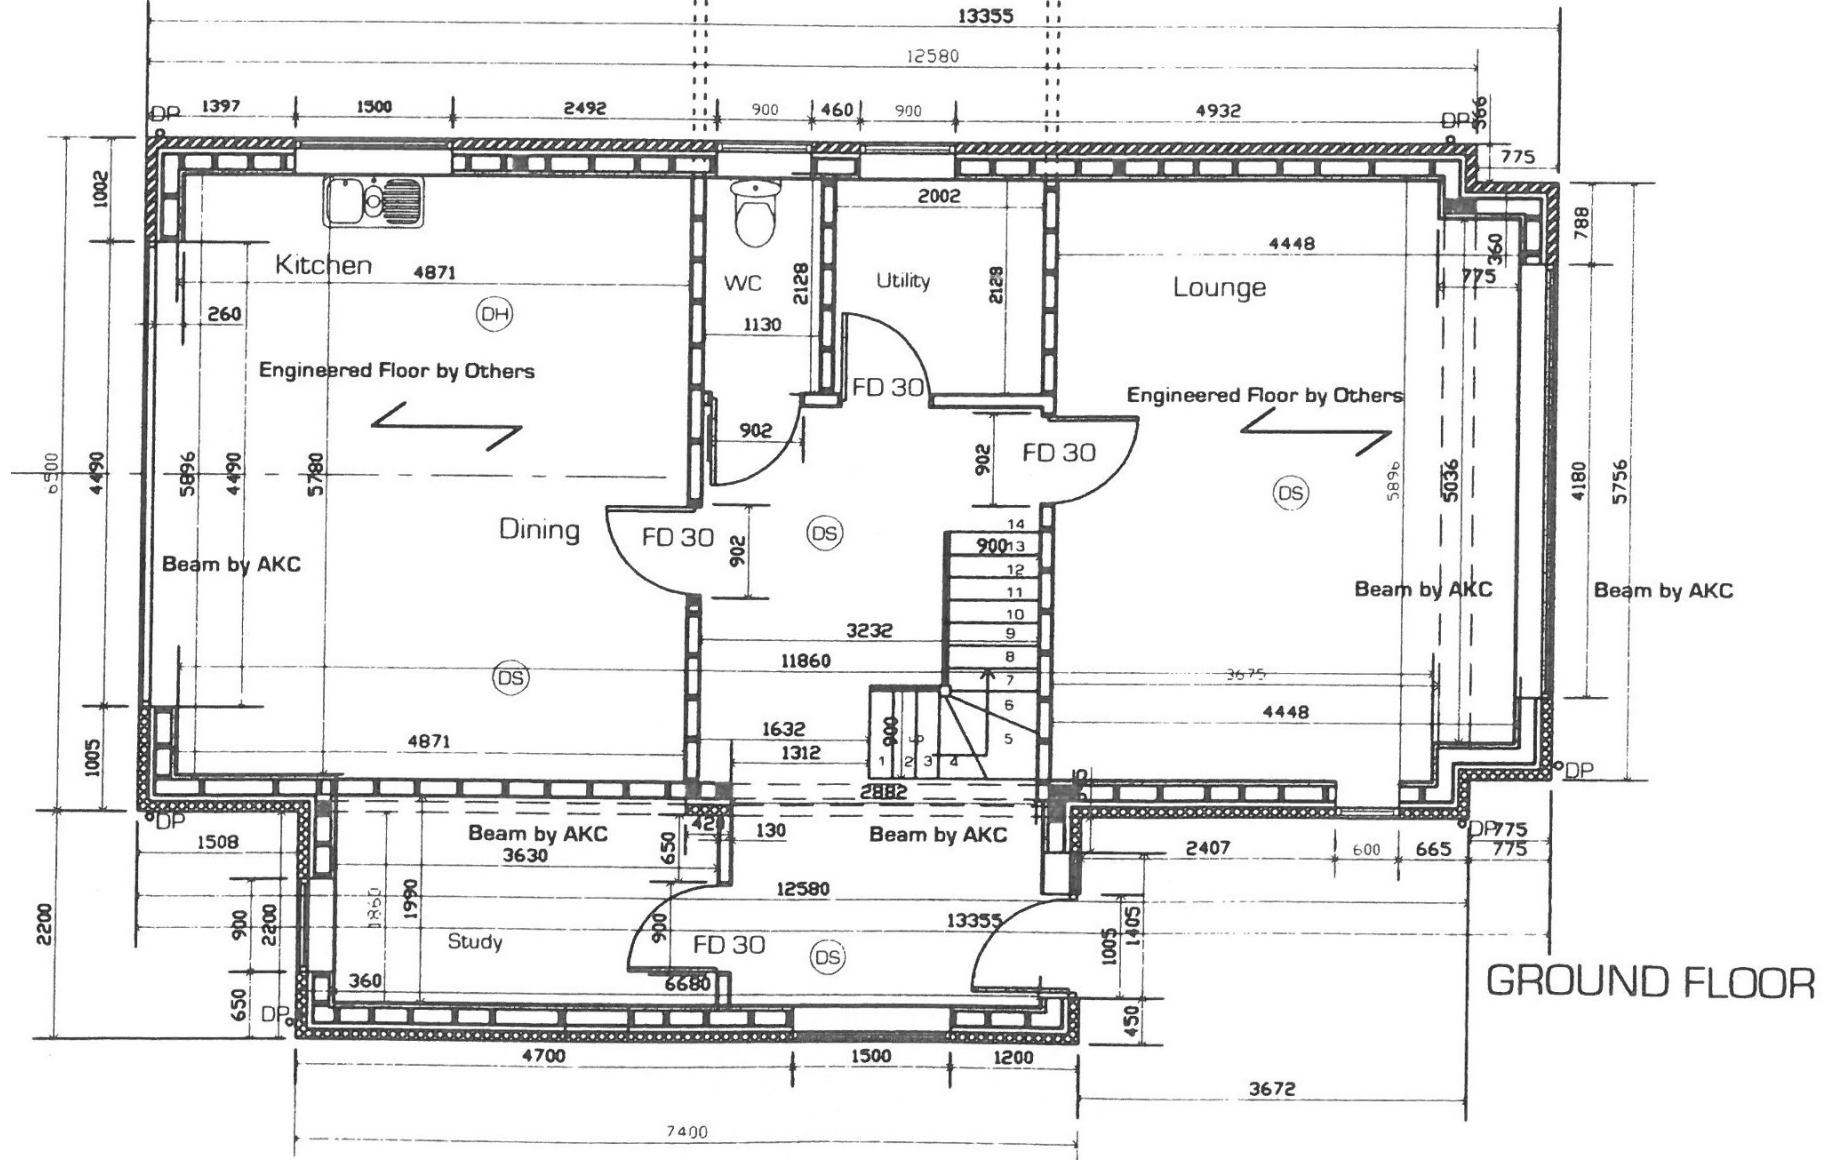 13355
12580
DP 1397 1500 2492 900 460 900 4932 DP 366
775
1002
2002
788
Kitchen 4871 WC 2128 Utility 2129 4448 360
775
Lounge
260 DH 1130
Engineered Floor by Others FD 30 Engineered Floor by Others
902 902 FD 30
6500 4490 5896 4490 5780 5896 5036 4180 5756
DS
Dining FD 30 902 DS
14
900 13
Beam by AKC 12
11 Beam by AKC Beam by AKC
10
3232 9
11860 8
DS 7 3675
6
4448
1632 900 5
4871 1312 1 2 3 4
1005
DP
2882
DP 420 130 DP 775
Beam by AKC Beam by AKC
1508 3630 650 2407 600 665 775
12580
2200 900 2200 1860 1990 900 13355 1405
Study FD 30 DS 1005
360 6680 GROUND FLOOR
650 DP 450
4700 1500 1200
3672
7400